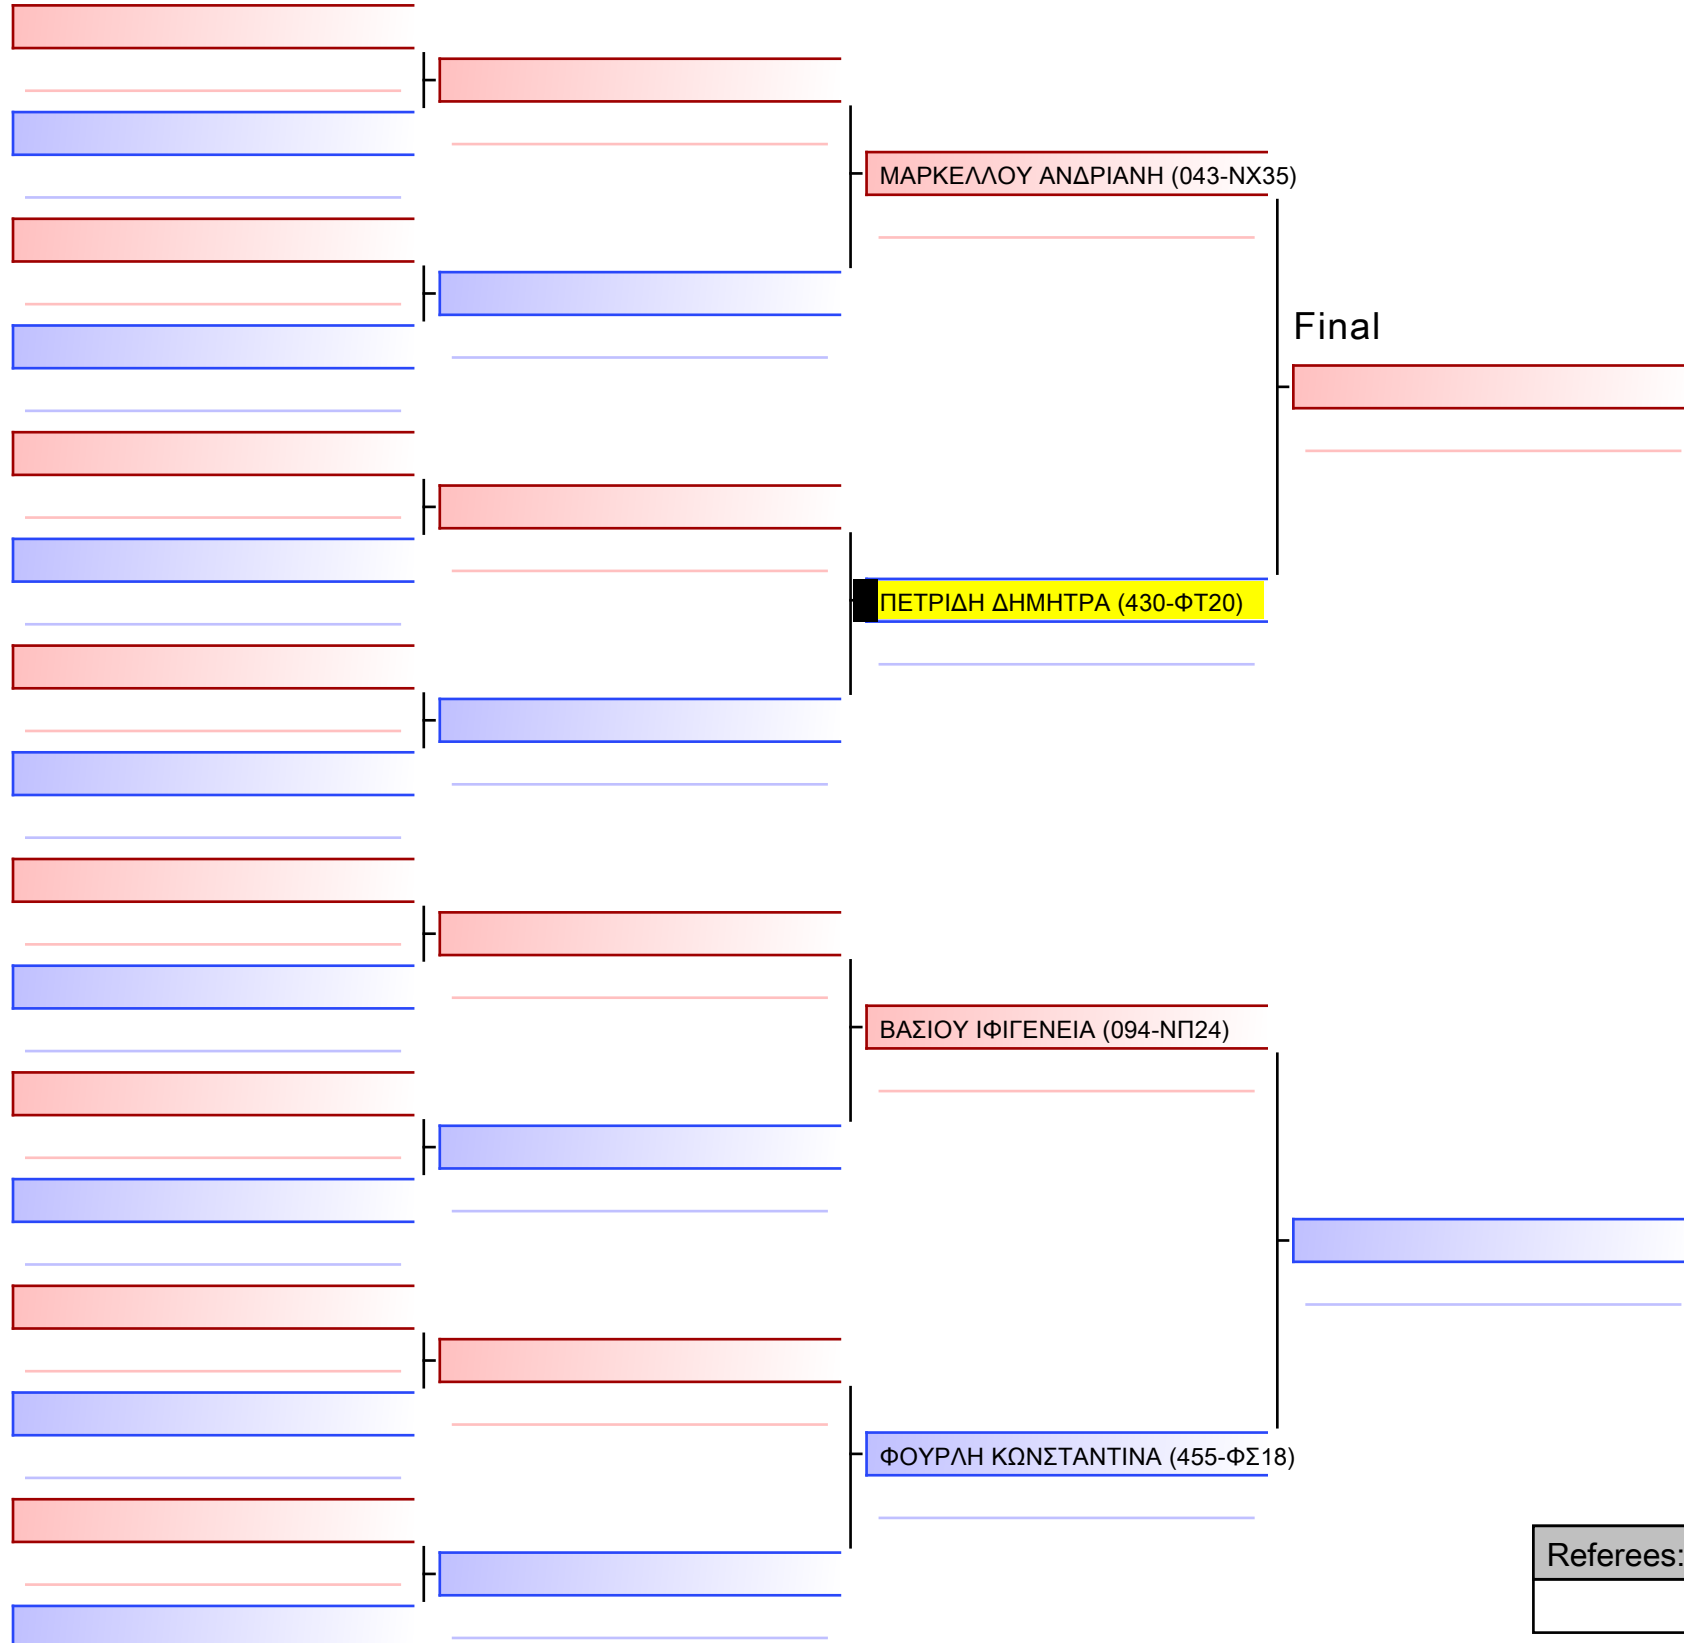 ΜΑΡΚΕΛΛΟΥ ΑΝΔΡΙΑΝΗ (043-ΝΧ35)
Final
ΠΕΤΡΙΔΗ ΔΗΜΗΤΡΑ (430-ΦΤ20)
ΒΑΣΙΟΥ ΙΦΙΓΕΝΕΙΑ (094-ΝΠ24)
ΦΟΥΡΛΗ ΚΩΝΣΤΑΝΤΙΝΑ (455-ΦΣ18)
Referees: